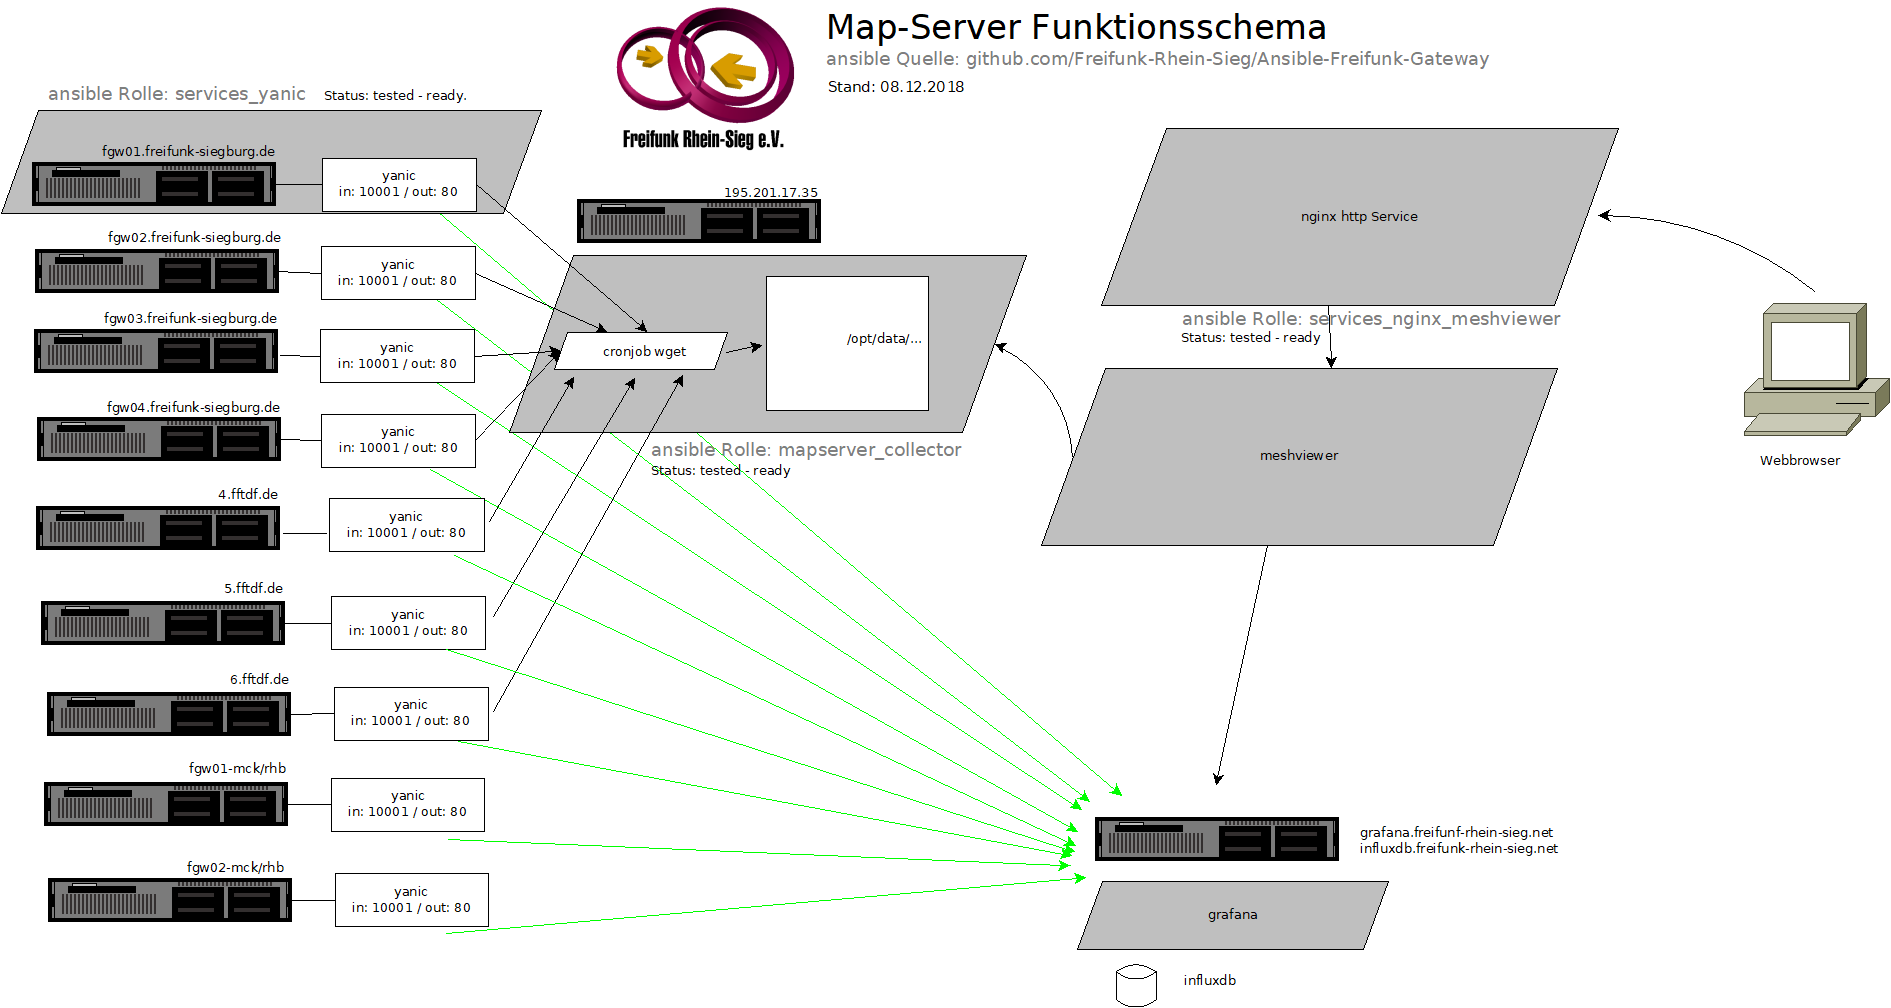 Map-Server Funktionsschema
ansible Quelle: github.com/Freifunk-Rhein-Sieg/Ansible-Freifunk-Gateway
Stand: 08.12.2018
Freifunk Rhein-Sieg e.V.
ansible Rolle: services_yanic
Status: tested - ready.
fgw01.freifunk-siegburg.de
yanic
in: 10001 / out: 80
fgw02.freifunk-siegburg.de
yanic
in: 10001 / out: 80
fgw03.freifunk-siegburg.de
yanic
in: 10001 / out: 80
fgw04.freifunk-siegburg.de
yanic
in: 10001 / out: 80
4.fftdf.de
yanic
in: 10001 / out: 80
5.fftdf.de
yanic
in: 10001 / out: 80
6.fftdf.de
yanic
in: 10001 / out: 80
fgw01-mck/rhb
yanic
in: 10001 / out: 80
fgw02-mck/rhb
yanic
in: 10001 / out: 80
195.201.17.35
cronjob wget
/opt/data/...
ansible Rolle: mapserver_collector
Status: tested - ready
nginx http Service
ansible Rolle: services_nginx_meshviewer
Status: tested - ready
meshviewer
Webbrowser
grafana.freifunf-rhein-sieg.net
influxdb.freifunk-rhein-sieg.net
grafana
influxdb